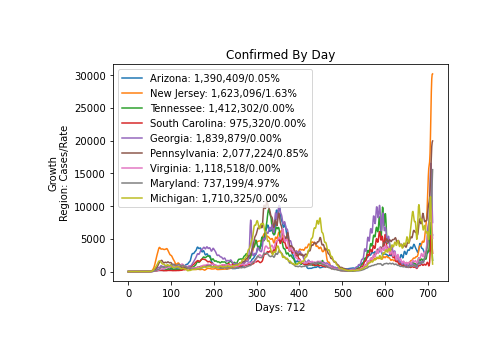 Confirmed By Day
30000
25000
20000
15000
10000
5000
0
Growth
Region: Cases/Rate
Arizona: 1,390,409/0.05%
New Jersey: 1,623,096/1.63%
Tennessee: 1,412,302/0.00%
South Carolina: 975,320/0.00%
Georgia: 1,839,879/0.00%
Pennsylvania: 2,077,224/0.85%
Virginia: 1,118,518/0.00%
Maryland: 737,199/4.97%
Michigan: 1,710,325/0.00%
0 100 200 300 400 500 600 700
Days: 712